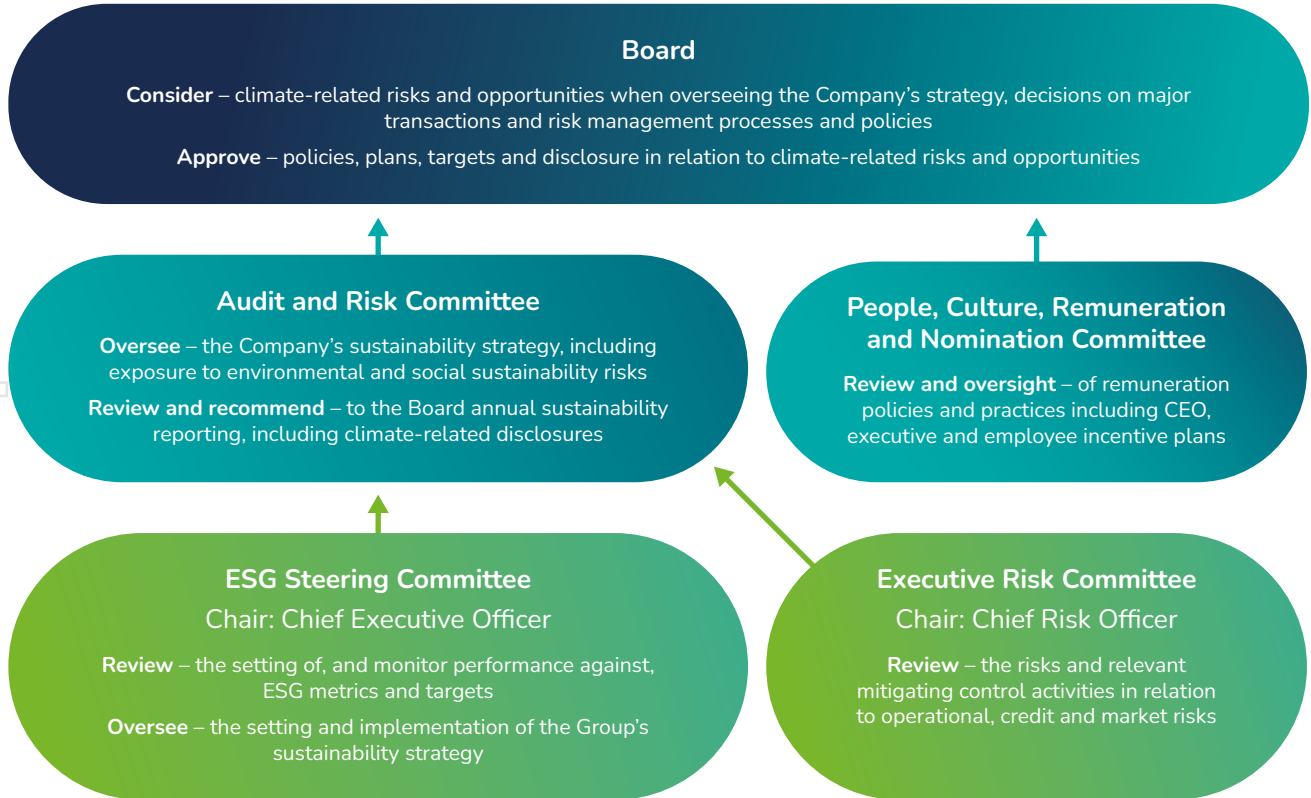 Board
Consider – climate-related risks and opportunities when overseeing the Company’s strategy, decisions on major
transactions and risk management processes and policies
Approve – policies, plans, targets and disclosure in relation to climate-related risks and opportunities
Audit and Risk Committee
Oversee – the Company’s sustainability strategy, including
exposure to environmental and social sustainability risks
Review and recommend – to the Board annual sustainability
reporting, including climate-related disclosures
People, Culture, Remuneration
and Nomination Committee
Review and oversight – of remuneration
policies and practices including CEO,
executive and employee incentive plans
ESG Steering Committee
Chair: Chief Executive Officer
Review – the setting of, and monitor performance against,
ESG metrics and targets
Oversee – the setting and implementation of the Group’s
sustainability strategy
Executive Risk Committee
Chair: Chief Risk Officer
Review – the risks and relevant
mitigating control activities in relation
to operational, credit and market risks